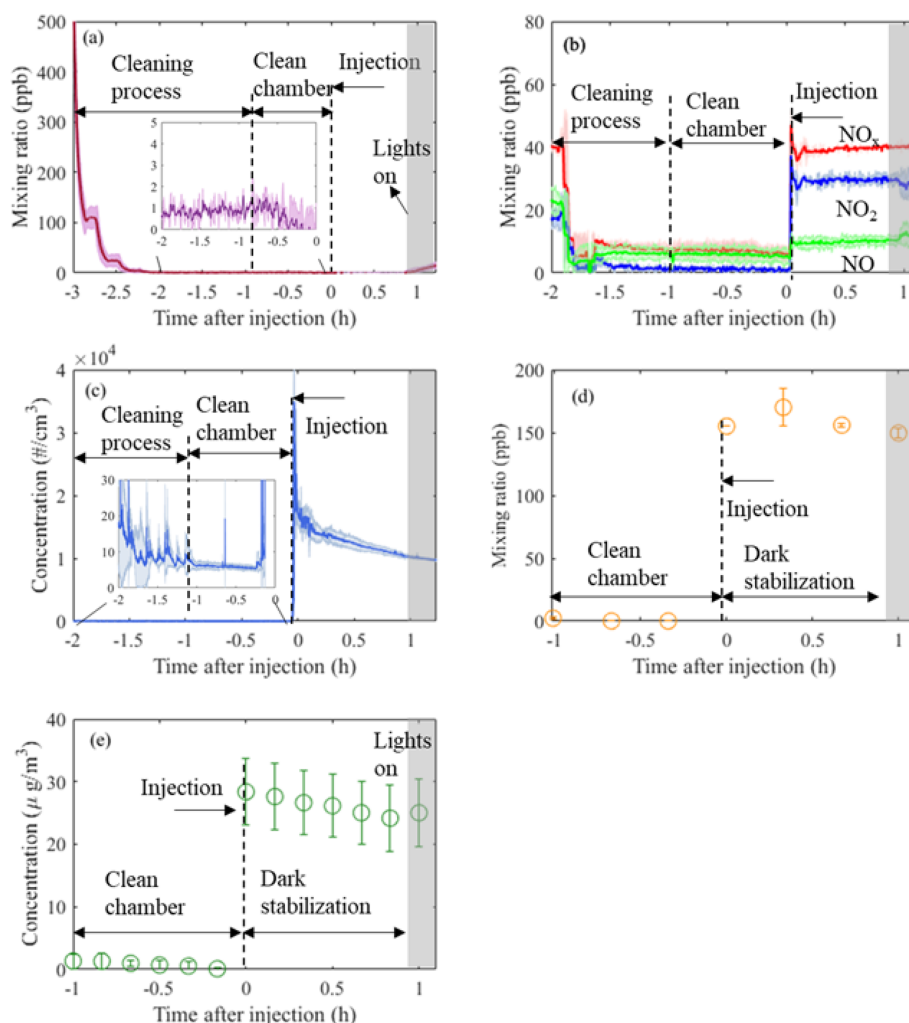 (a)
Cleaning
process
Clean
chamber
Injection
Lights
on
500
400
300
200
100
0
5
4
3
2
1
0
-2 -1.5 -1 -0.5 0
-3 -2.5 -2 -1.5 -1 -0.5 0 0.5 1
Mixing ratio (ppb)
Time after injection (h)
(b)
Cleaning
process
Clean
chamber
Injection
NOx
NO2
NO
80
60
40
20
0
-2 -1.5 -1 -0.5 0 0.5 1
Mixing ratio (ppb)
Time after injection (h)
×10^4
(c)
Cleaning
process
Clean
chamber
Injection
4
3
2
1
0
30
20
10
0
-2 -1.5 -1 -0.5 0
-2 -1.5 -1 -0.5 0 0.5 1
Concentration (#/cm3)
Time after injection (h)
(d)
Injection
Clean
chamber
Dark
stabilization
200
150
100
50
0
-1 -0.5 0 0.5 1
Mixing ratio (ppb)
Time after injection (h)
(e)
Lights
on
Injection
Clean
chamber
Dark
stabilization
40
30
20
10
0
-1 -0.5 0 0.5 1
Concentration (μ g/m3)
Time after injection (h)